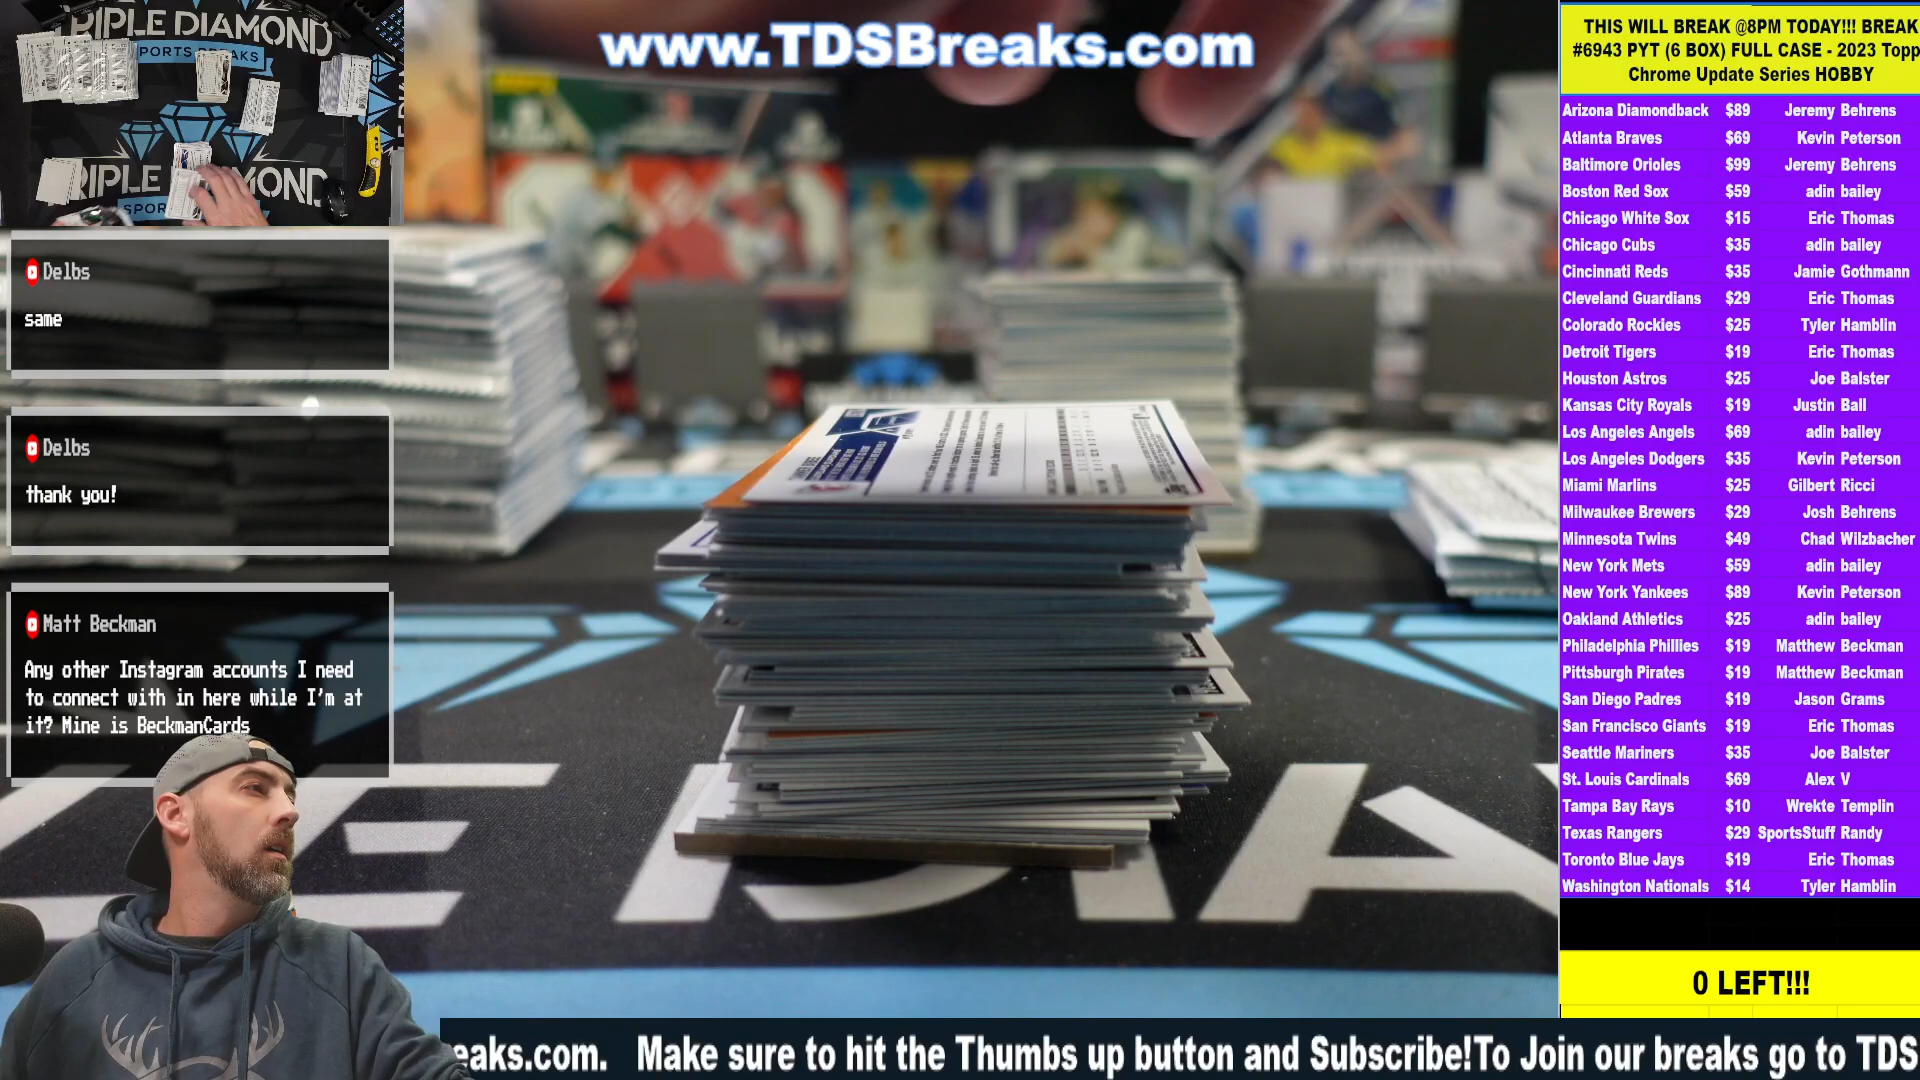 www.TDSBreaks.com
TRIPLE DIAMOND
SPORTS BREAKS
Delbs
same
Delbs
thank you!
Matt Beckman
Any other Instagram accounts I need
to connect with in here while I'm at
it? Mine is BeckmanCards
THIS WILL BREAK @8PM TODAY!!! BREAK
#6943 PYT (6 BOX) FULL CASE - 2023 Topp
Chrome Update Series HOBBY
Arizona Diamondback $89 Jeremy Behrens
Atlanta Braves $69 Kevin Peterson
Baltimore Orioles $99 Jeremy Behrens
Boston Red Sox $59 adin bailey
Chicago White Sox $15 Eric Thomas
Chicago Cubs $35 adin bailey
Cincinnati Reds $35 Jamie Gothmann
Cleveland Guardians $29 Eric Thomas
Colorado Rockies $25 Tyler Hamblin
Detroit Tigers $19 Eric Thomas
Houston Astros $25 Joe Balster
Kansas City Royals $19 Justin Ball
Los Angeles Angels $69 adin bailey
Los Angeles Dodgers $35 Kevin Peterson
Miami Marlins $25 Gilbert Ricci
Milwaukee Brewers $29 Josh Behrens
Minnesota Twins $49 Chad Wilzbacher
New York Mets $59 adin bailey
New York Yankees $89 Kevin Peterson
Oakland Athletics $25 adin bailey
Philadelphia Phillies $19 Matthew Beckman
Pittsburgh Pirates $19 Matthew Beckman
San Diego Padres $19 Jason Grams
San Francisco Giants $19 Eric Thomas
Seattle Mariners $35 Joe Balster
St. Louis Cardinals $69 Alex V
Tampa Bay Rays $10 Wrekte Templin
Texas Rangers $29 SportsStuff Randy
Toronto Blue Jays $19 Eric Thomas
Washington Nationals $14 Tyler Hamblin
0 LEFT!!!
eaks.com. Make sure to hit the Thumbs up button and Subscribe!To Join our breaks go to TDS